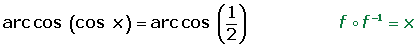 arccos (cos x) = arccos (1/2) f ∘ f⁻¹ = x